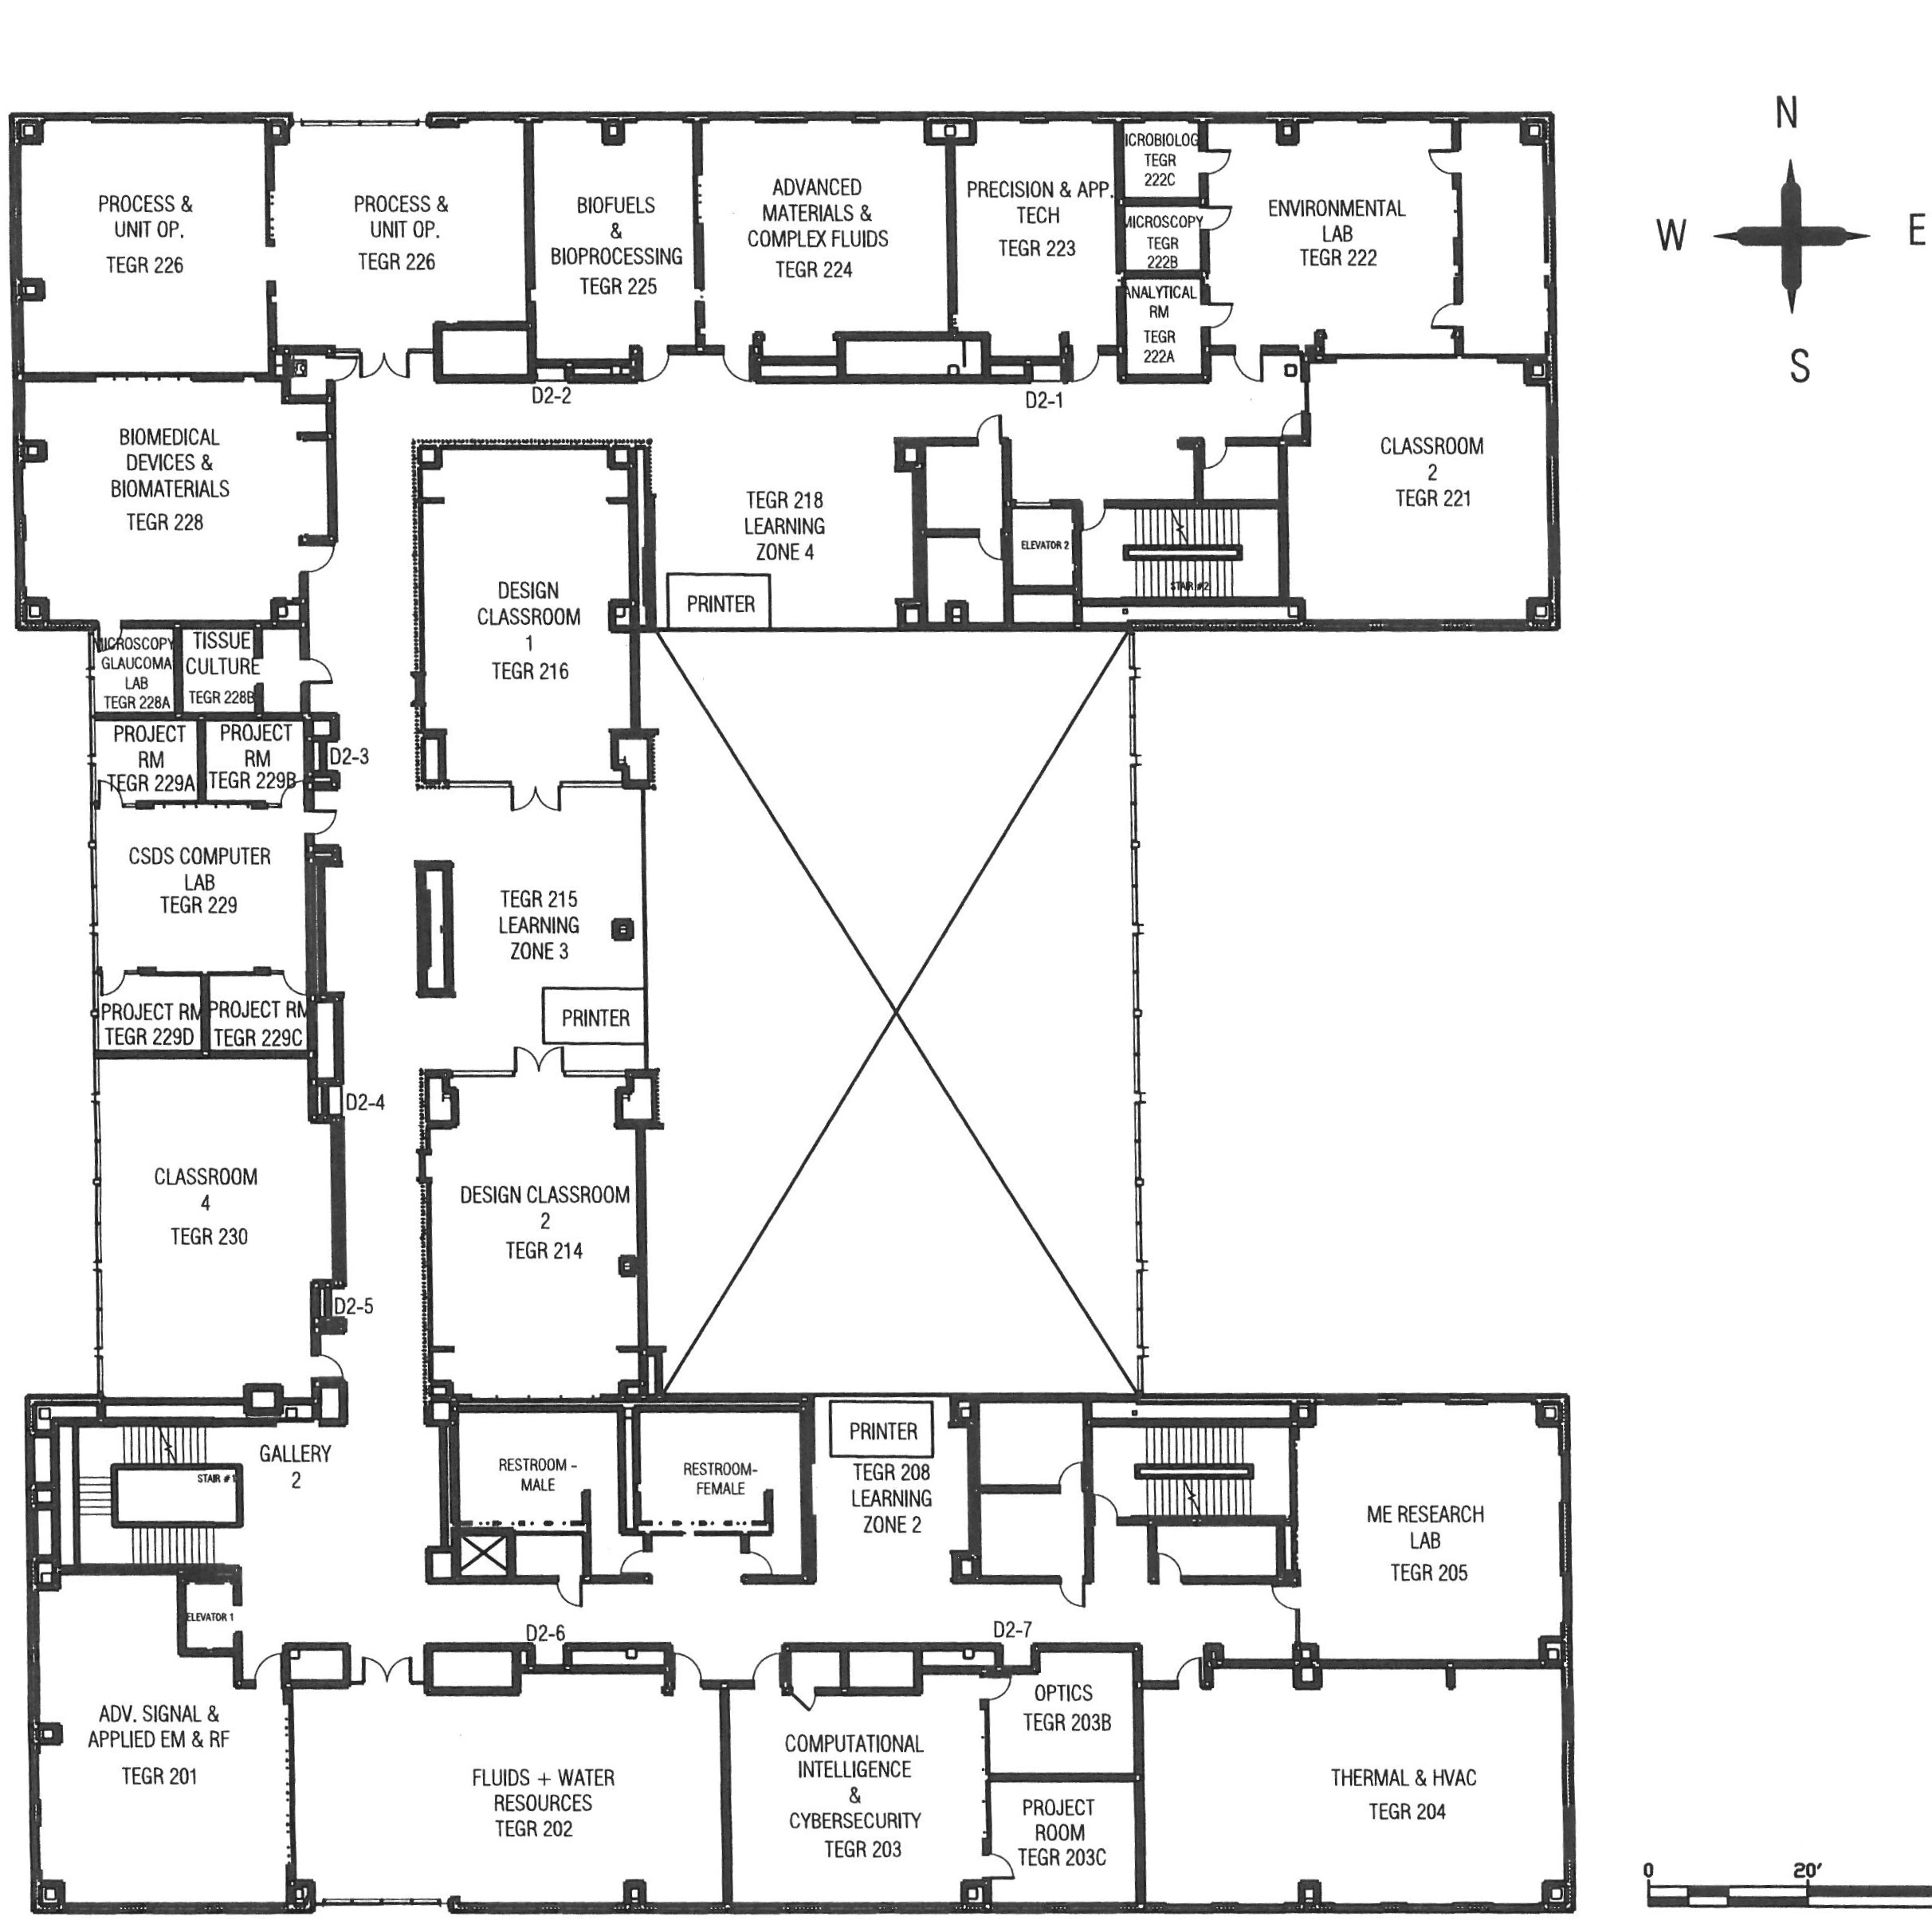 N
W
E
S
PROCESS &
UNIT OP.
TEGR 226
PROCESS &
UNIT OP.
TEGR 226
BIOFUELS
&
BIOPROCESSING
TEGR 225
ADVANCED
MATERIALS &
COMPLEX FLUIDS
TEGR 224
PRECISION & APP.
TECH
TEGR 223
ICROBIOLOG
TEGR
222C
MICROSCOPY
TEGR
222B
ANALYTICAL
RM
TEGR
222A
ENVIRONMENTAL
LAB
TEGR 222
D2-2
D2-1
BIOMEDICAL
DEVICES &
BIOMATERIALS
TEGR 228
TEGR 218
LEARNING
ZONE 4
PRINTER
ELEVATOR 2
STAIR #2
CLASSROOM
2
TEGR 221
DESIGN
CLASSROOM
1
TEGR 216
MICROSCOPY
GLAUCOMA
LAB
TEGR 228A
TISSUE
CULTURE
TEGR 228B
PROJECT
RM
TEGR 229A
PROJECT
RM
TEGR 229B
D2-3
CSDS COMPUTER
LAB
TEGR 229
TEGR 215
LEARNING
ZONE 3
PRINTER
PROJECT RM
TEGR 229D
PROJECT RM
TEGR 229C
D2-4
CLASSROOM
4
TEGR 230
DESIGN CLASSROOM
2
TEGR 214
D2-5
GALLERY
2
STAIR #1
RESTROOM -
MALE
RESTROOM-
FEMALE
PRINTER
TEGR 208
LEARNING
ZONE 2
ME RESEARCH
LAB
TEGR 205
ELEVATOR 1
D2-6
D2-7
ADV. SIGNAL &
APPLIED EM & RF
TEGR 201
FLUIDS + WATER
RESOURCES
TEGR 202
COMPUTATIONAL
INTELLIGENCE
&
CYBERSECURITY
TEGR 203
OPTICS
TEGR 203B
PROJECT
ROOM
TEGR 203C
THERMAL & HVAC
TEGR 204
0
20'